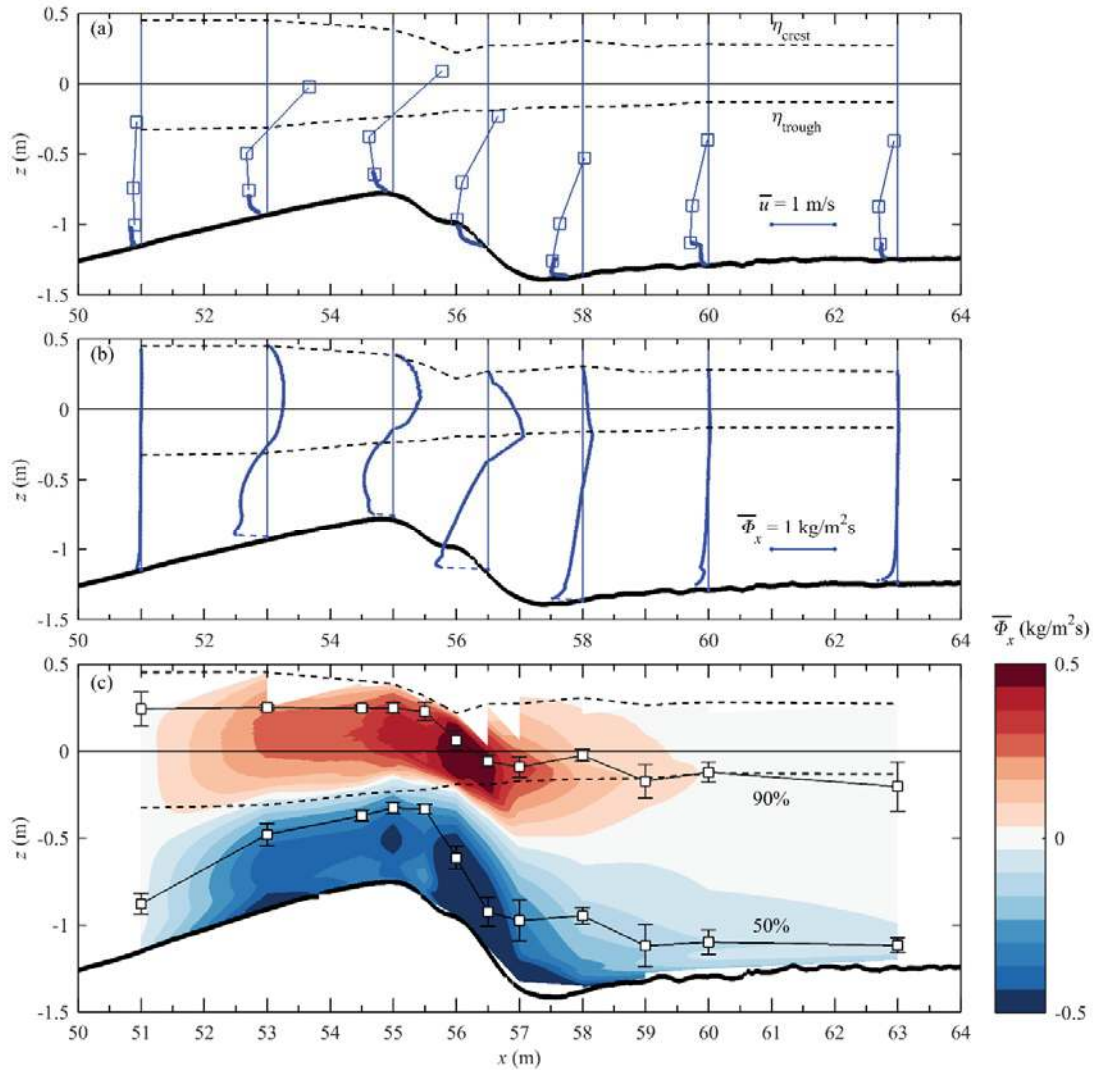 (a)
η_crest
η_trough
u̅ = 1 m/s
z (m)
0.5
0
-0.5
-1
-1.5
50 52 54 56 58 60 62 64
(b)
Φ̅_x = 1 kg/m²s
z (m)
0.5
0
-0.5
-1
-1.5
50 52 54 56 58 60 62 64
(c)
90%
50%
z (m)
0.5
0
-0.5
-1
-1.5
50 51 52 53 54 55 56 57 58 59 60 61 62 63 64
x (m)
Φ̅_x (kg/m²s)
0.5
0
-0.5